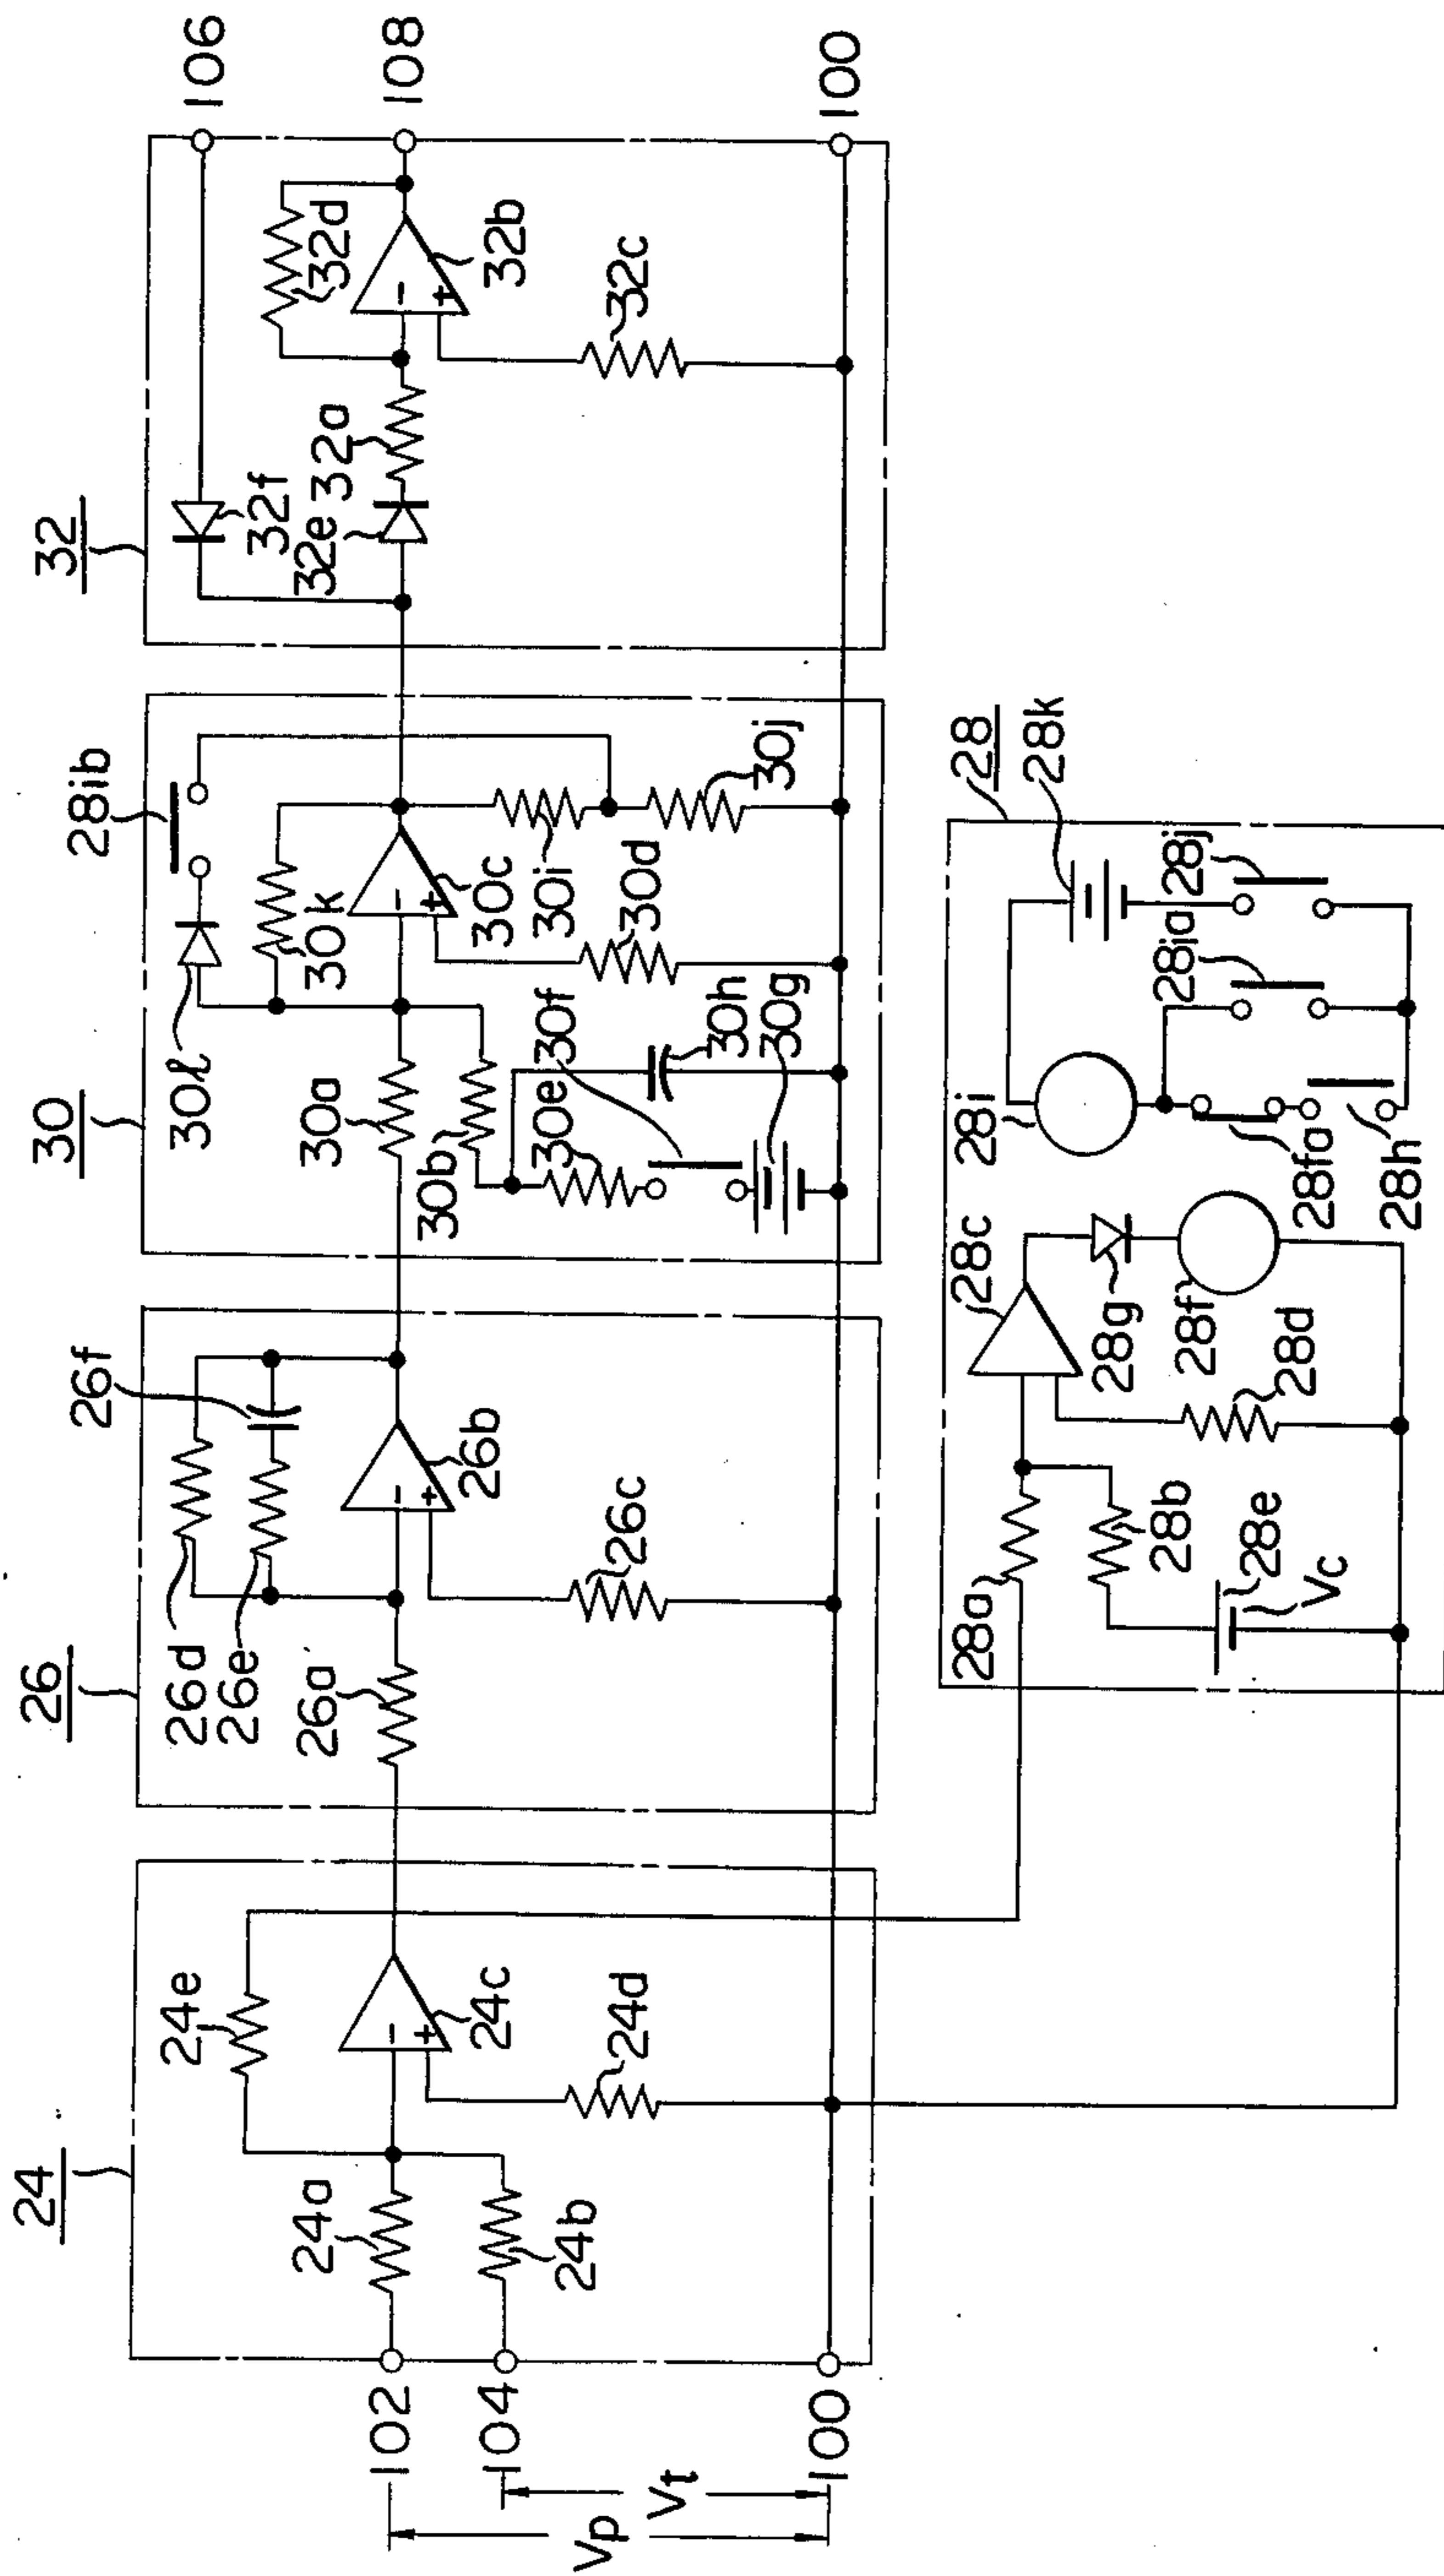 24
26
30
32
28ib
106
26f
24e
26d
26e
30ℓ
30k
32f
32d
102
24a
26a
30a
32e
32a
108
104
24b
24c
26b
30b
30c
32b
24d
26c
30e
30f
30i
30d
32c
30h
30g
30j
Vp
Vt
100
100
28
28k
28a
28c
28i
28ia
28j
28b
28g
28e
28d
28f
28fa
Vc
28h